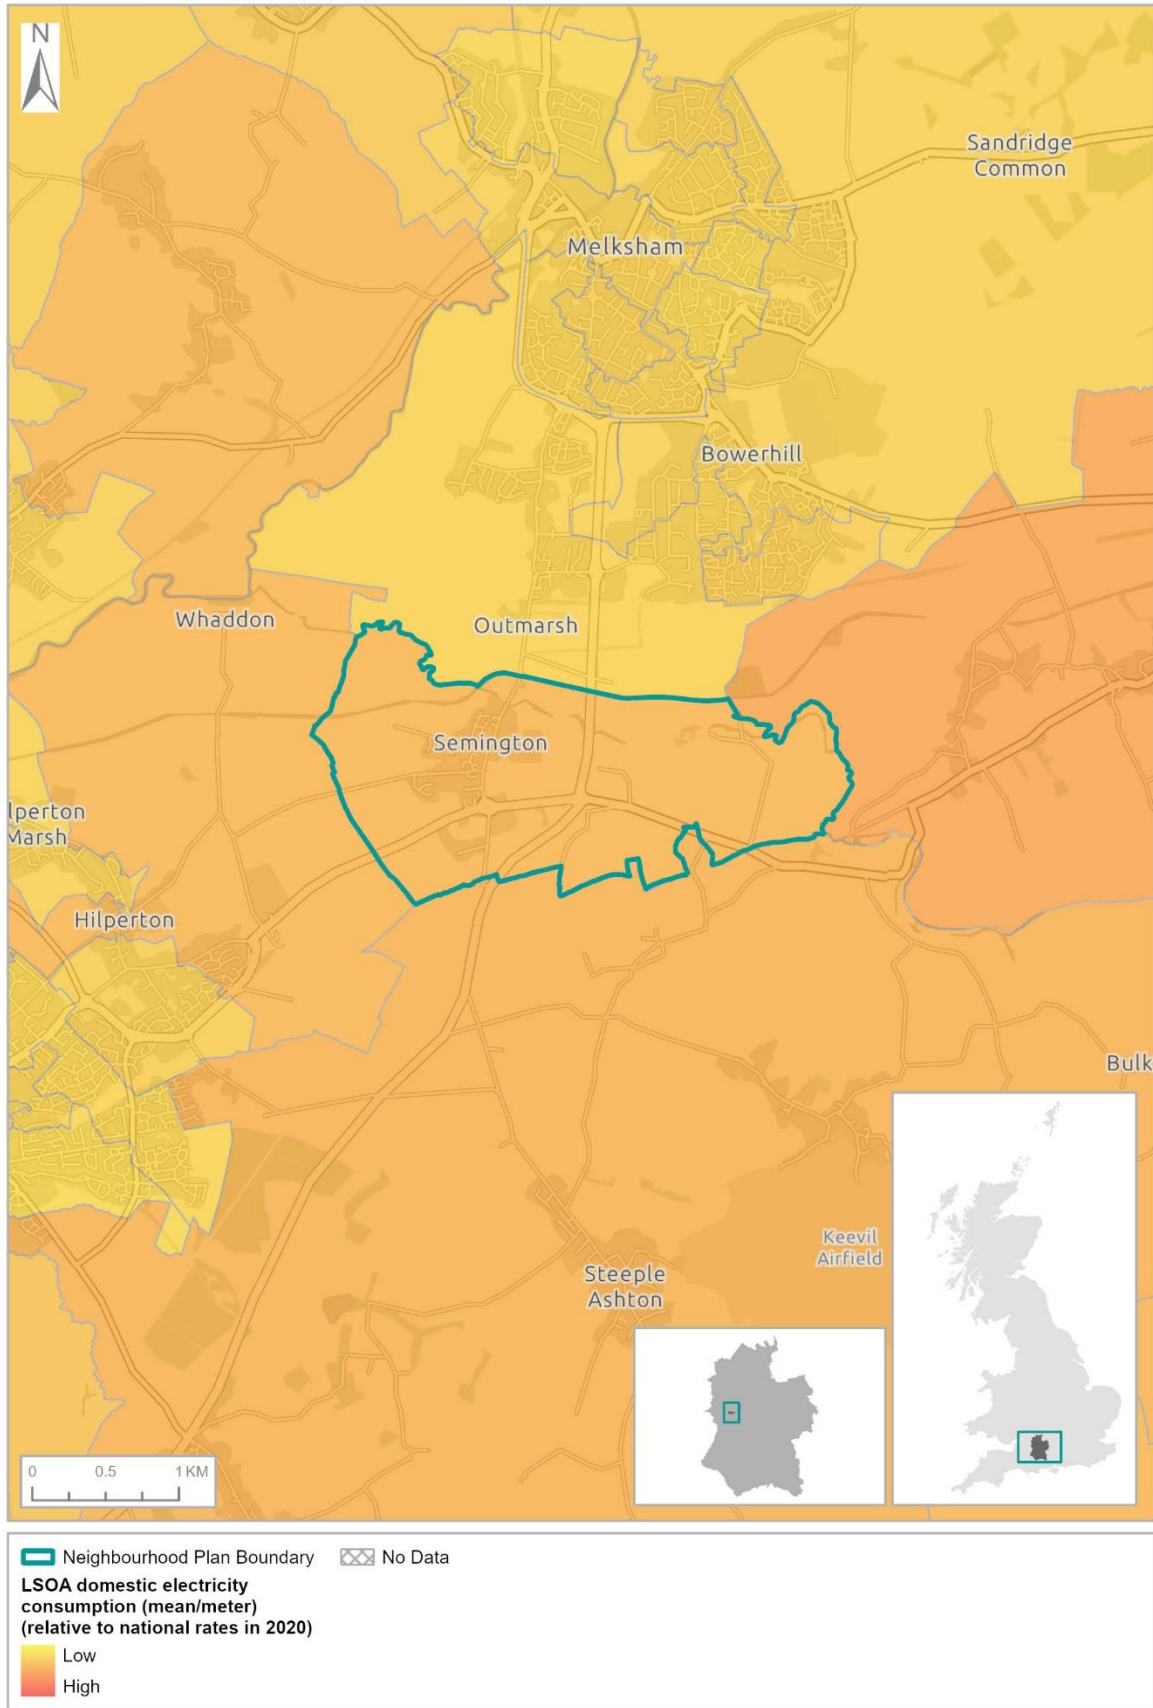 N
Sandridge
Common
Melksham
Bowerhill
Whaddon
Outmarsh
Semington
lperton
Marsh
Hilperton
Bulk
Keevil
Airfield
Steeple
Ashton
0 0.5 1 KM
Neighbourhood Plan Boundary No Data
LSOA domestic electricity
consumption (mean/meter)
(relative to national rates in 2020)
Low
High